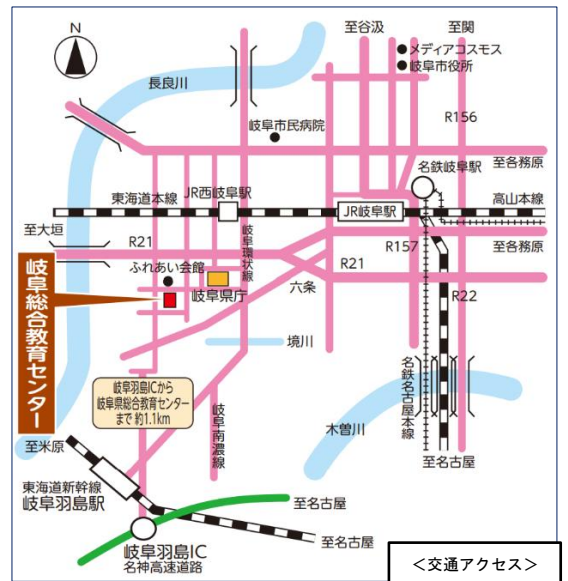 N
至谷汲
至関
メディアコスモス
岐阜市役所
長良川
R156
岐阜市民病院
至各務原
名鉄岐阜駅
JR西岐阜駅
東海道本線
JR岐阜駅
高山本線
至大垣
R21
岐阜環状線
R157
至各務原
ふれあい会館
R21
岐阜県庁
六条
R22
岐阜総合教育センター
境川
岐阜羽島ICから
岐阜県総合教育センター
まで 約1.1km
名鉄名古屋本線
岐阜南濃線
木曽川
至米原
至名古屋
東海道新幹線
岐阜羽島駅
至名古屋
至名古屋
岐阜羽島IC
名神高速道路
＜交通アクセス＞